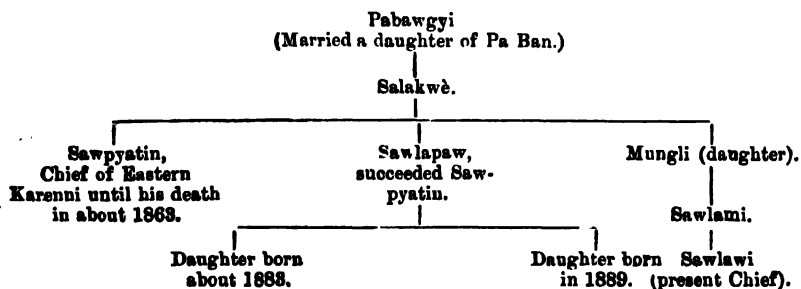 Pabawgyi
(Married a daughter of Pa Ban.)
Salakwè.
Sawpyatin,
Chief of Eastern
Karenni until his death
in about 1863.
Sawlapaw,
succeeded Saw-
pyatin.
Mungli (daughter).
Sawlami.
Daughter born
about 1883.
Daughter born
in 1889.
Sawlawi
(present Chief).